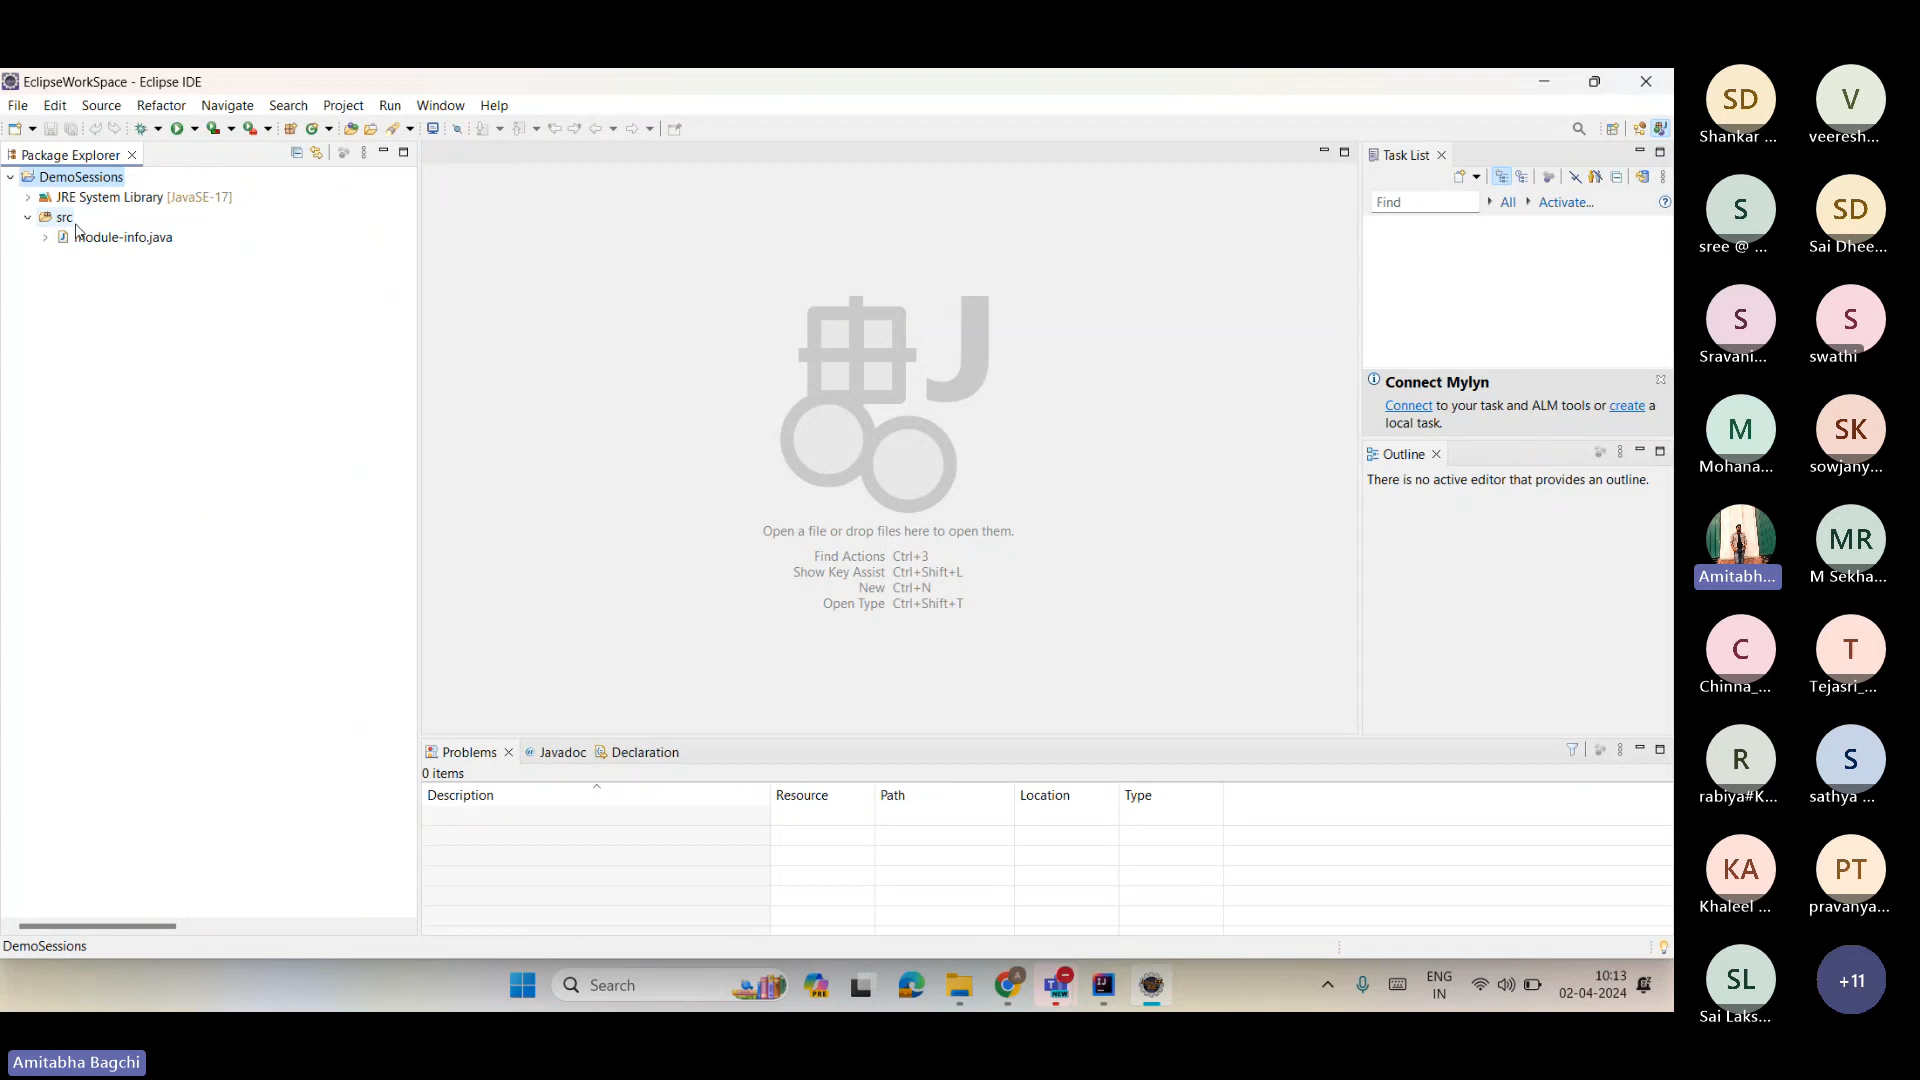 EclipseWorkSpace - Eclipse IDE
File Edit Source Refactor Navigate Search Project Run Window Help
Package Explorer
DemoSessions
JRE System Library [JavaSE-17]
src
module-info.java
Open a file or drop files here to open them.
Find Actions Ctrl+3
Show Key Assist Ctrl+Shift+L
New Ctrl+N
Open Type Ctrl+Shift+T
Task List
Find All Activate...
Connect Mylyn
Connect to your task and ALM tools or create a
local task.
Outline
There is no active editor that provides an outline.
Problems Javadoc Declaration
0 items
Description Resource Path Location Type
DemoSessions
Search
PRE
NEW
ENG
IN
10:13
02-04-2024
SD
Shankar ...
V
veeresh...
S
sree @ ...
SD
Sai Dhee...
S
Sravani...
S
swathi
M
Mohana...
SK
sowjany...
Amitabh...
MR
M Sekha...
C
Chinna_...
T
Tejasri_...
R
rabiya#K...
S
sathya ...
KA
Khaleel ...
PT
pravanya...
SL
Sai Laks...
+11
Amitabha Bagchi